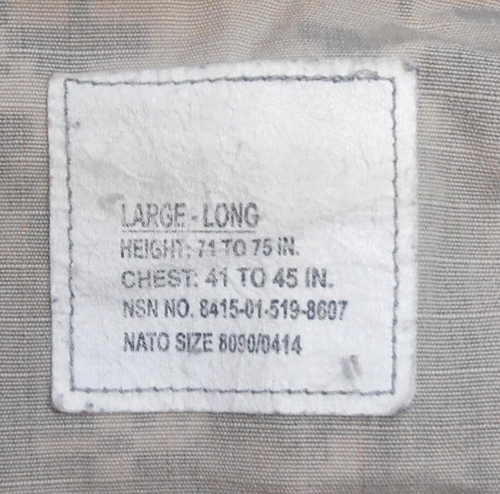 LARGE - LONG
HEIGHT: 71 TO 75 IN.
CHEST: 41 TO 45 IN.
NSN NO. 8415-01-519-8607
NATO SIZE 8090/0414